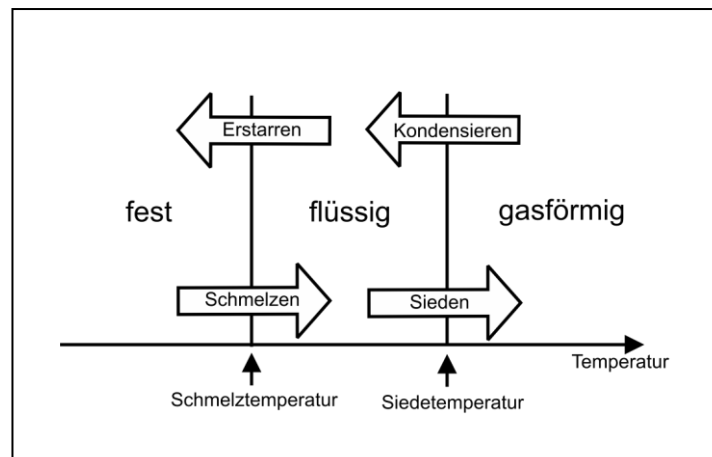 Erstarren
Kondensieren
fest
flüssig
gasförmig
Schmelzen
Sieden
Temperatur
Schmelztemperatur
Siedetemperatur